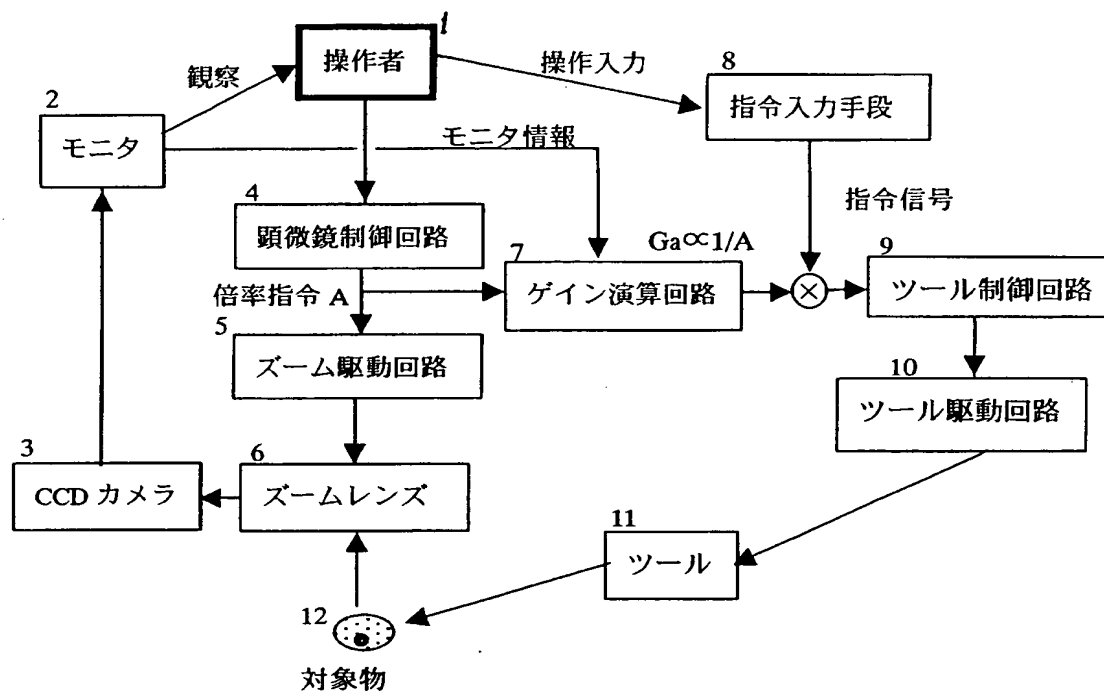 1
操作者
観察
操作入力
8
指令入力手段
2
モニタ
モニタ情報
4
顕微鏡制御回路
指令信号
7
Ga∝1/A
ゲイン演算回路
×
9
ツール制御回路
倍率指令 A
5
ズーム駆動回路
10
ツール駆動回路
3
CCD カメラ
6
ズームレンズ
11
ツール
12
対象物